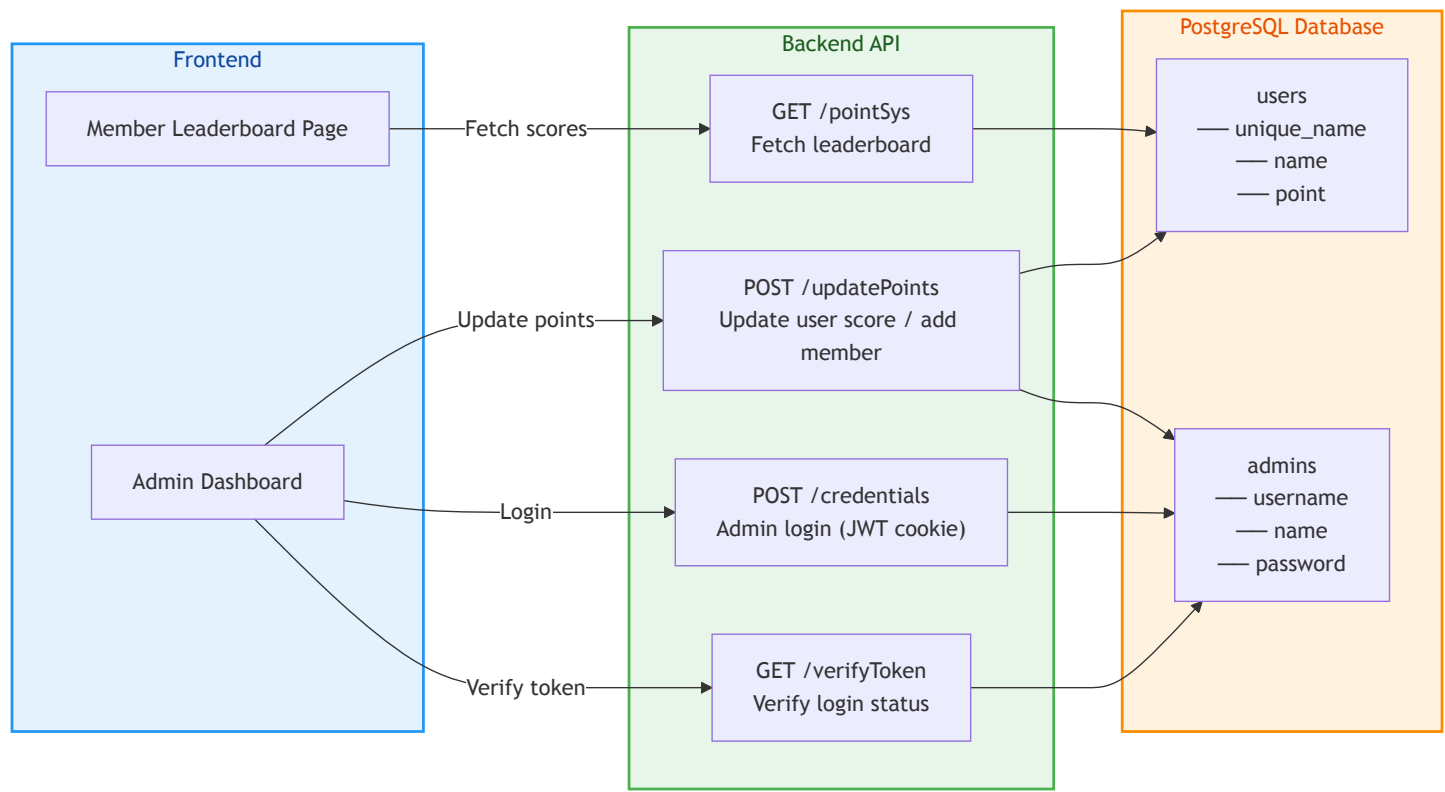 Frontend
Member Leaderboard Page
Admin Dashboard
Fetch scores
Update points
Login
Verify token
Backend API
GET /pointSys
Fetch leaderboard
POST /updatePoints
Update user score / add
member
POST /credentials
Admin login (JWT cookie)
GET /verifyToken
Verify login status
PostgreSQL Database
users
── unique_name
── name
── point
admins
── username
── name
── password